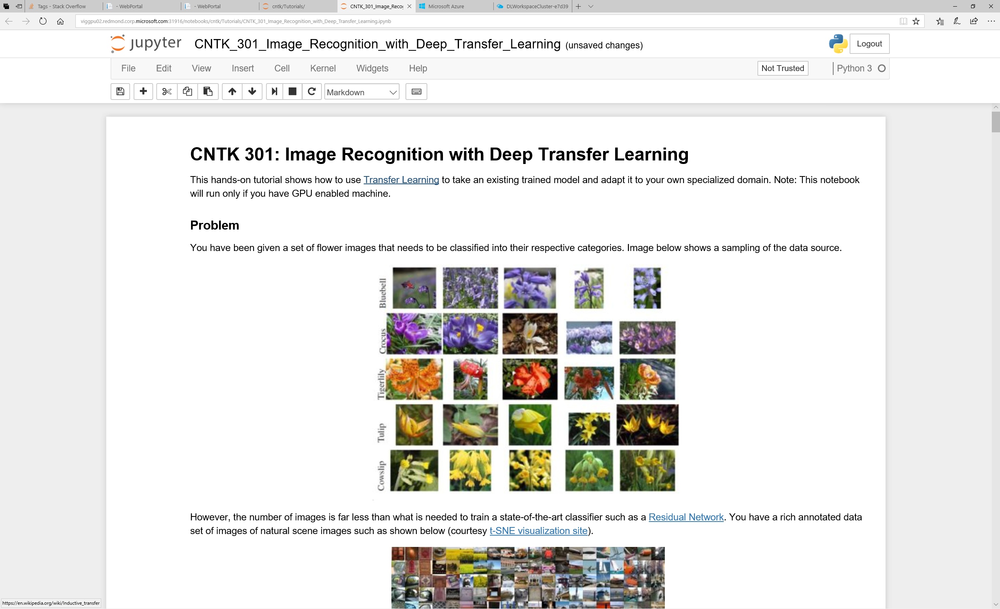 Tags - Stack Overflow
- WebPortal
- WebPortal
cntk/Tutorials/
CNTK_301_Image_Recog
Microsoft Azure
DLWorkspaceCluster-e7d39
viggpu02.redmond.corp.microsoft.com:31916/notebooks/cntk/Tutorials/CNTK_301_Image_Recognition_with_Deep_Transfer_Learning.ipynb
jupyter CNTK_301_Image_Recognition_with_Deep_Transfer_Learning (unsaved changes)
Logout
File Edit View Insert Cell Kernel Widgets Help
Not Trusted
Python 3
Markdown
CNTK 301: Image Recognition with Deep Transfer Learning
This hands-on tutorial shows how to use Transfer Learning to take an existing trained model and adapt it to your own specialized domain. Note: This notebook
will run only if you have GPU enabled machine.
Problem
You have been given a set of flower images that needs to be classified into their respective categories. Image below shows a sampling of the data source.
Bluebell
Crocus
Tigerlily
Tulip
Cowslip
However, the number of images is far less than what is needed to train a state-of-the-art classifier such as a Residual Network. You have a rich annotated data
set of images of natural scene images such as shown below (courtesy t-SNE visualization site).
https://en.wikipedia.org/wiki/Inductive_transfer